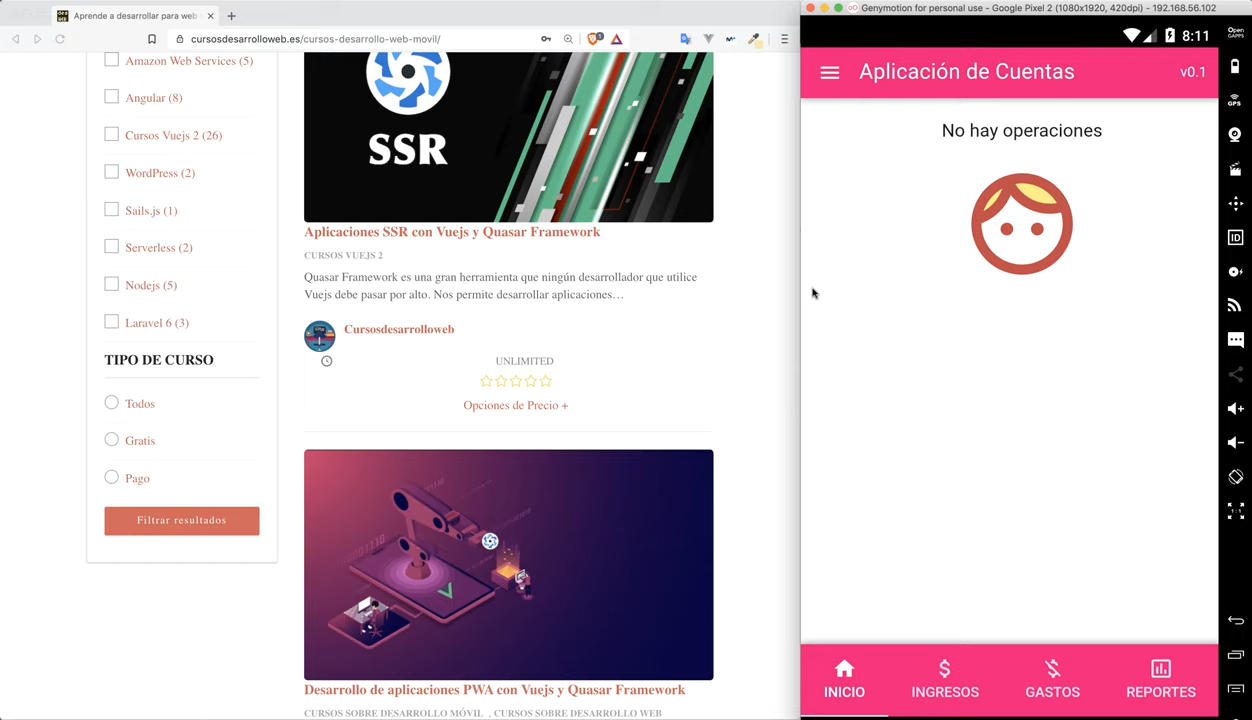 Aprende a desarrollar para web
cursosdesarrolloweb.es/cursos-desarrollo-web-movil/
Amazon Web Services (5)
Angular (8)
Cursos Vuejs 2 (26)
WordPress (2)
Sails.js (1)
Serverless (2)
Nodejs (5)
Laravel 6 (3)
TIPO DE CURSO
Todos
Gratis
Pago
Filtrar resultados
SSR
Aplicaciones SSR con Vuejs y Quasar Framework
CURSOS VUEJS 2
Quasar Framework es una gran herramienta que ningún desarrollador que utilice
Vuejs debe pasar por alto. Nos permite desarrollar aplicaciones…
Cursosdesarrolloweb
UNLIMITED
Opciones de Precio +
Desarrollo de aplicaciones PWA con Vuejs y Quasar Framework
CURSOS SOBRE DESARROLLO MÓVIL , CURSOS SOBRE DESARROLLO WEB
Genymotion for personal use - Google Pixel 2 (1080x1920, 420dpi) - 192.168.56.102
8:11
Aplicación de Cuentas
v0.1
No hay operaciones
INICIO
INGRESOS
GASTOS
REPORTES
Open
GAPPS
GPS
ID
1:1